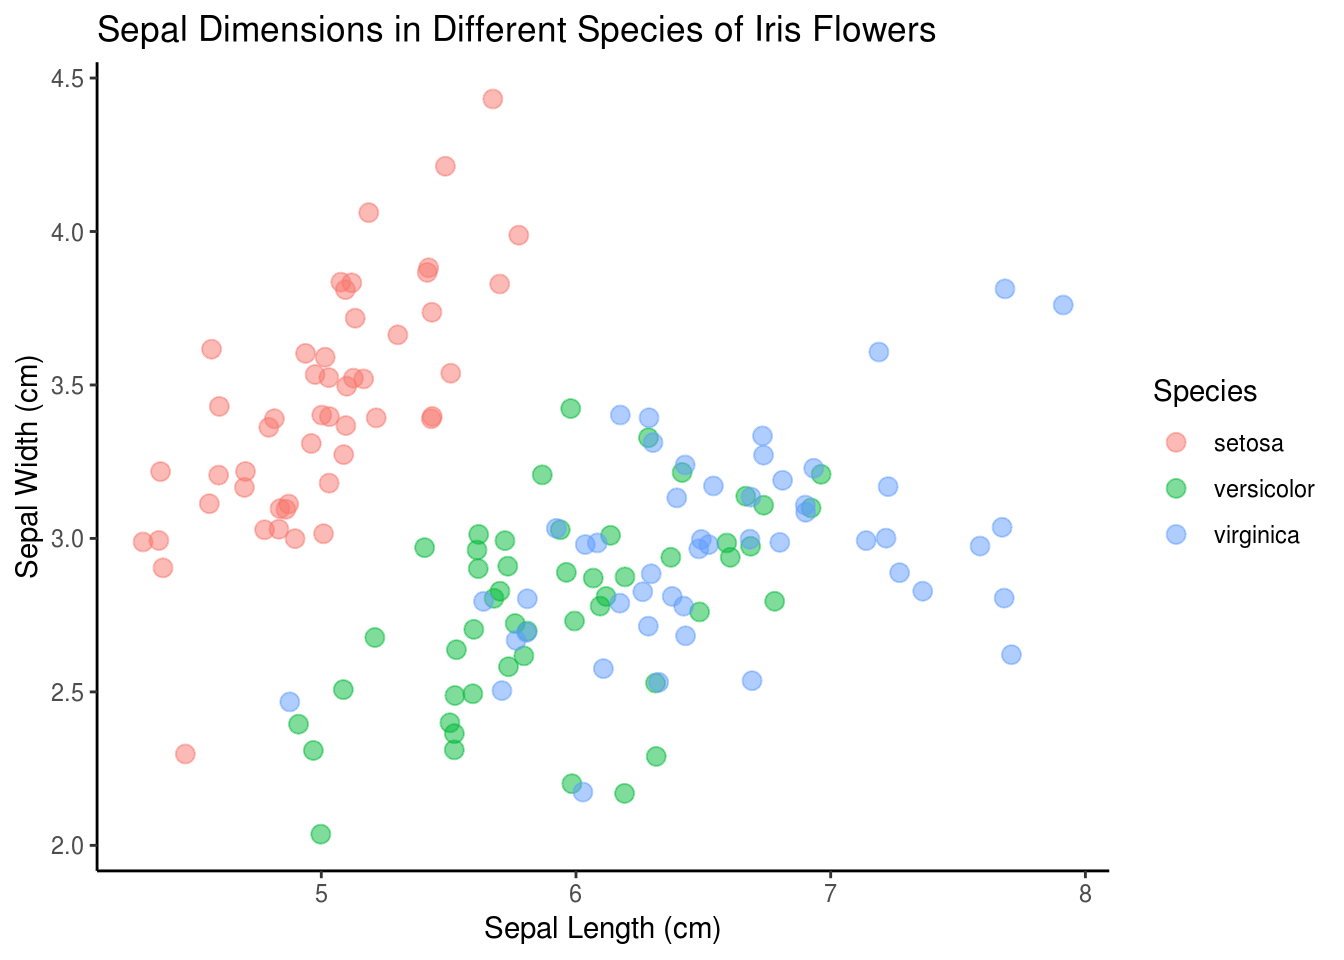 Sepal Dimensions in Different Species of Iris Flowers
4.5
4.0
3.5
3.0
2.5
2.0
Sepal Width (cm)
5 6 7 8
Sepal Length (cm)
Species
setosa
versicolor
virginica